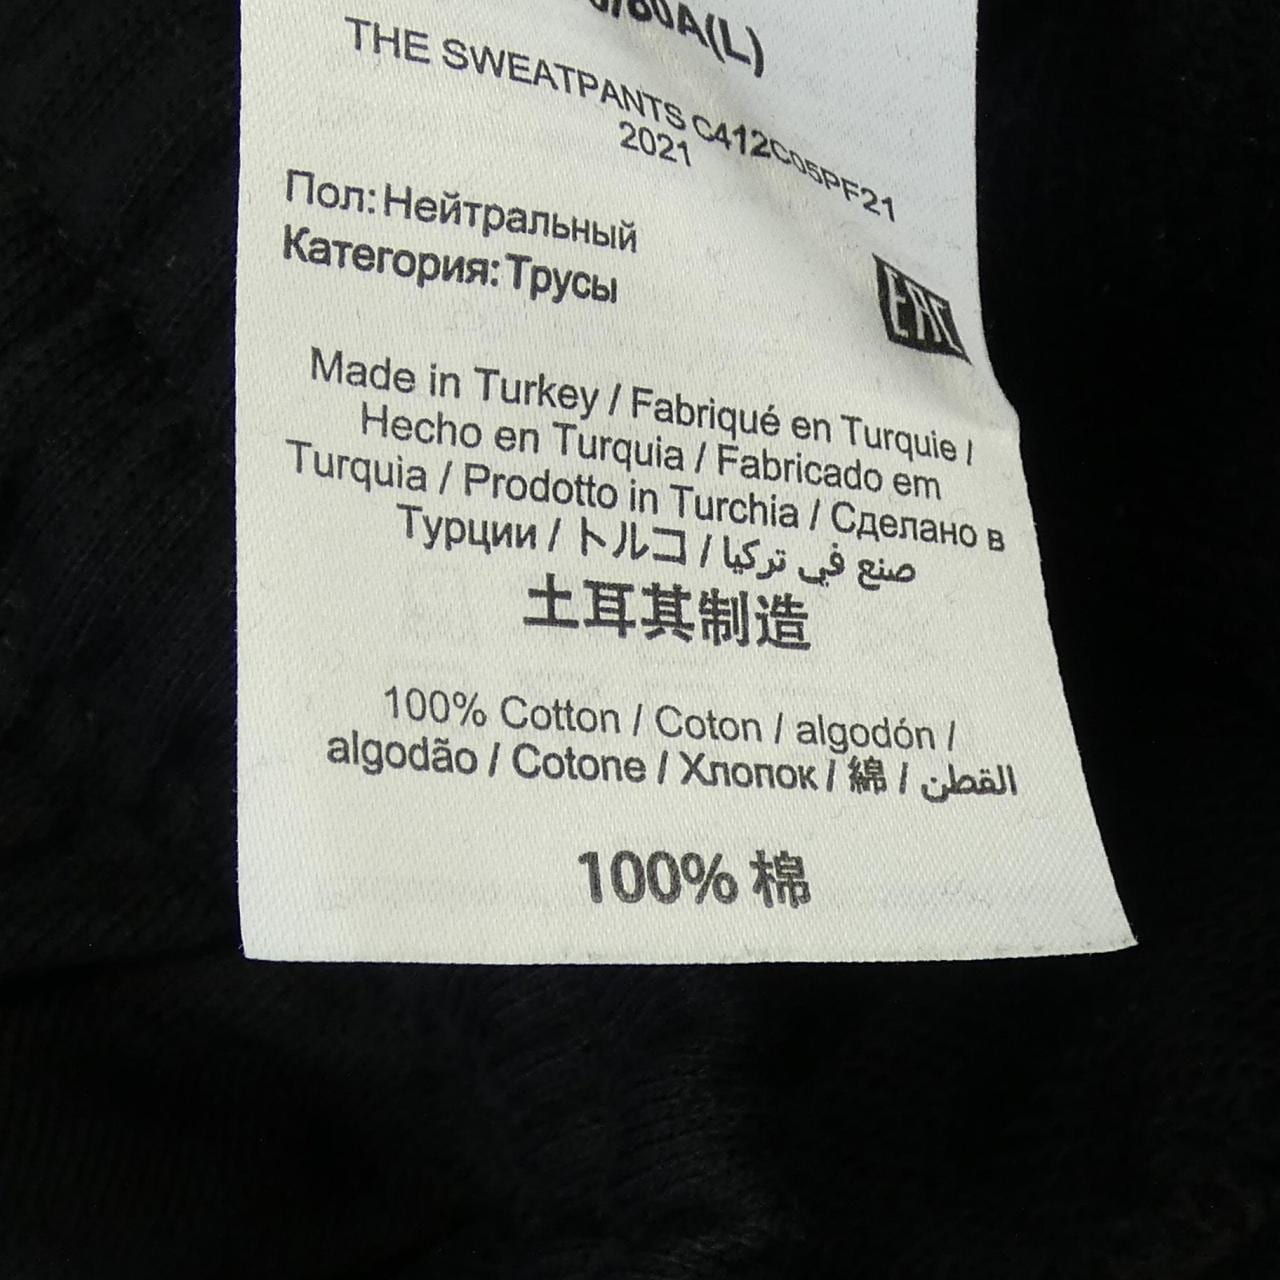 /80A(L)
THE SWEATPANTS C412C05PF21
2021
Пол: Нейтральный
Категория: Трусы
EAC
Made in Turkey / Fabriqué en Turquie /
Hecho en Turquia / Fabricado em
Turquia / Prodotto in Turchia / Сделано в
Турции / トルコ / صنع في تركيا
土耳其制造
100% Cotton / Coton / algodón /
algodão / Cotone / Хлопок / 綿 / القطن
100% 棉